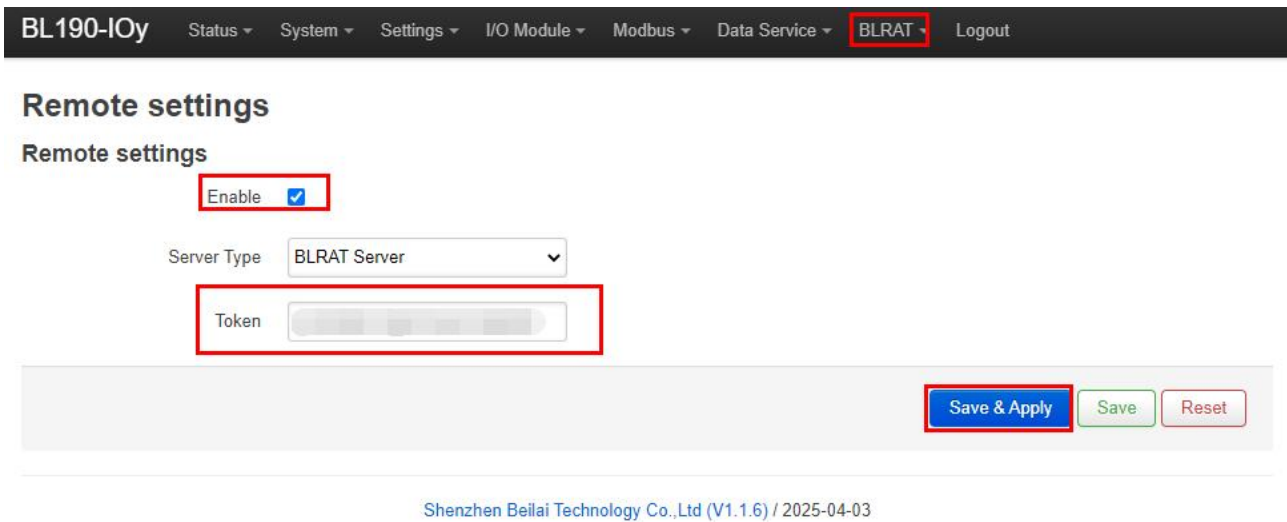 BL190-IOy Status System Settings I/O Module Modbus Data Service BLRAT Logout
Remote settings
Remote settings
Enable
Server Type BLRAT Server
Token
Save & Apply Save Reset
Shenzhen Beilai Technology Co.,Ltd (V1.1.6) / 2025-04-03